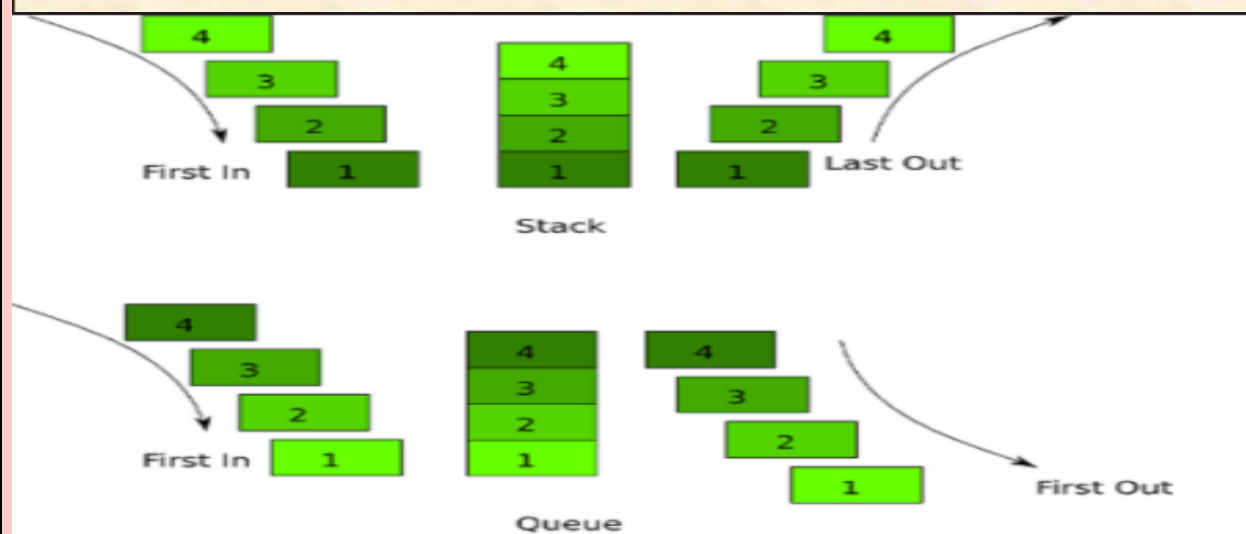 4 4
3 4 3
2 3 2
2
First In 1 1 1 Last Out
Stack
4
3 4 4
2 3 3
2 2
First In 1 1 1 First Out
Queue